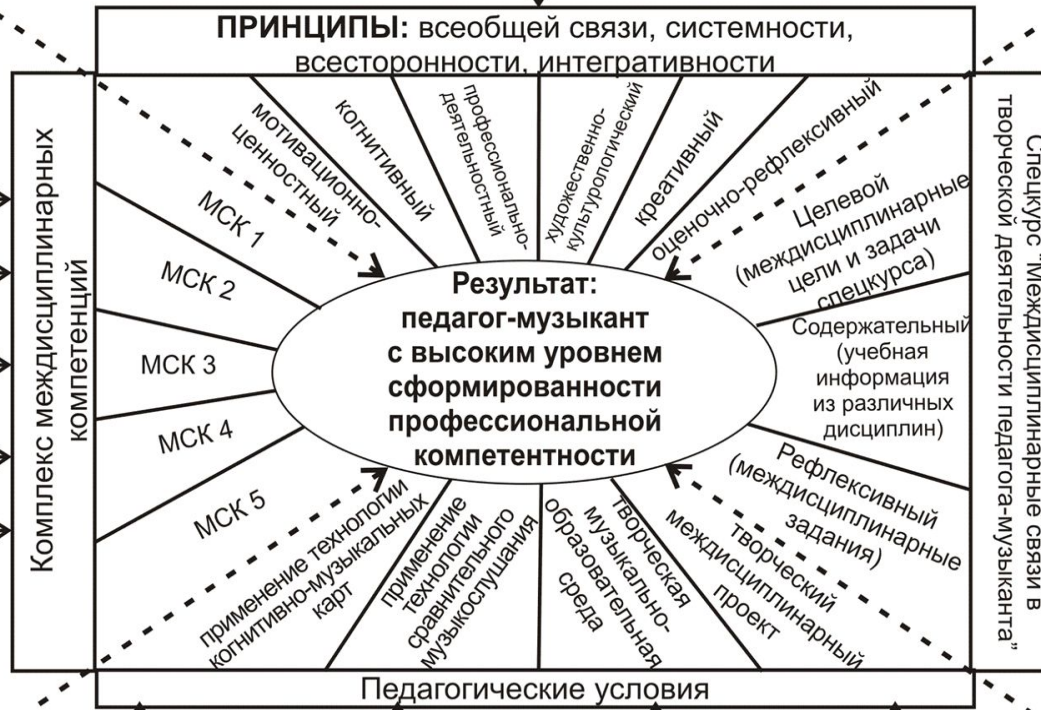 ПРИНЦИПЫ: всеобщей связи, системности,
всесторонности, интегративности
Комплекс междисциплинарных
компетенций
МСК 1
МСК 2
МСК 3
МСК 4
МСК 5
мотивационно-
ценностный
когнитивный
профессионально-
деятельностный
художественно-
культурологический
креативный
оценочно-рефлексивный
Целевой
(междисциплинарные
цели и задачи
спецкурса)
Содержательный
(учебная
информация
из различных
дисциплин)
Рефлексивный
(междисциплинарные
задания)
Результат:
педагог-музыкант
с высоким уровнем
сформированности
профессиональной
компетентности
применение технологии
когнитивно-музыкальных
карт
применение
технологии
сравнительного
музыкослушания
творческая
музыкально-
образовательная
среда
творческий
междисциплинарный
проект
Спецкурс "Междисциплинарные связи в
творческой деятельности педагога-музыканта"
Педагогические условия